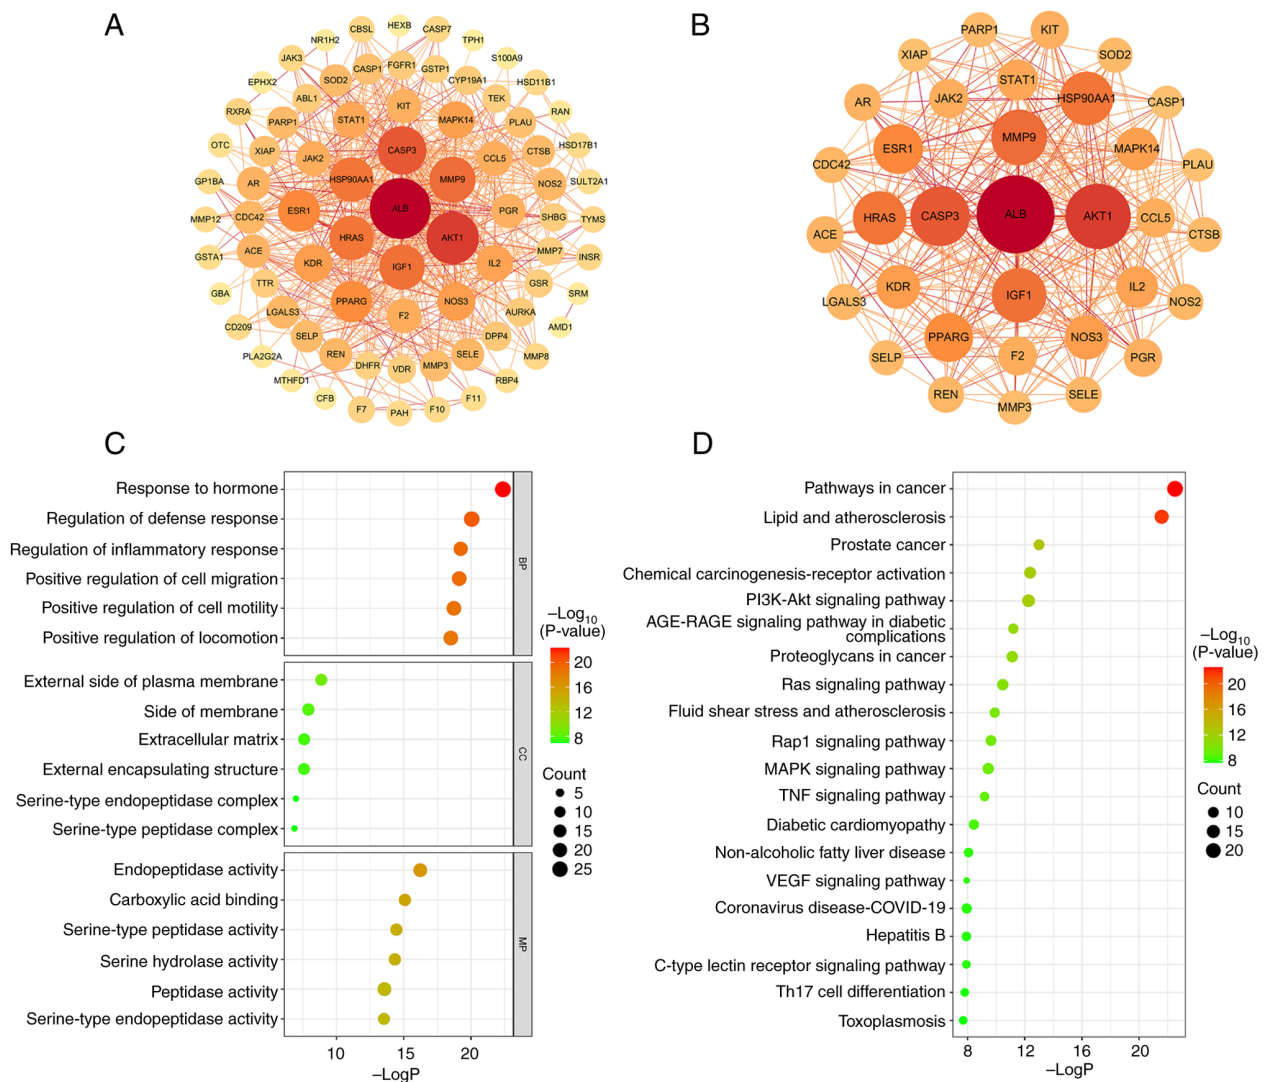 A
HEXB
CBSL
CASP7
NR1H2
TPH1
JAK3
CASP1
FGFR1
GSTP1
S100A9
EPHX2
SOD2
CYP19A1
HSD11B1
ABL1
KIT
TEK
RXRA
PARP1
STAT1
MAPK14
PLAU
RAN
OTC
XIAP
JAK2
CASP3
CCL5
CTSB
HSD17B1
GP1BA
AR
HSP90AA1
MMP9
NOS2
SULT2A1
MMP12
CDC42
ESR1
ALB
PGR
SHBG
TYMS
GSTA1
ACE
HRAS
AKT1
MMP7
INSR
KDR
IGF1
IL2
GBA
TTR
GSR
SRM
PPARG
NOS3
CD209
LGALS3
F2
AURKA
AMD1
SELP
DPP4
PLA2G2A
REN
SELE
MMP8
MTHFD1
DHFR
VDR
MMP3
RBP4
CFB
F7
PAH
F10
F11
B
PARP1
KIT
XIAP
SOD2
STAT1
AR
JAK2
HSP90AA1
CASP1
MMP9
CDC42
ESR1
MAPK14
PLAU
HRAS
CASP3
ALB
AKT1
CCL5
ACE
CTSB
LGALS3
KDR
IGF1
IL2
NOS2
PPARG
NOS3
SELP
F2
PGR
REN
MMP3
SELE
C
Response to hormone
Regulation of defense response
Regulation of inflammatory response
Positive regulation of cell migration
Positive regulation of cell motility
Positive regulation of locomotion
BP
External side of plasma membrane
Side of membrane
Extracellular matrix
External encapsulating structure
Serine-type endopeptidase complex
Serine-type peptidase complex
CC
Endopeptidase activity
Carboxylic acid binding
Serine-type peptidase activity
Serine hydrolase activity
Peptidase activity
Serine-type endopeptidase activity
MP
10 15 20
–LogP
–Log10
(P-value)
20
16
12
8
Count
5
10
15
20
25
D
Pathways in cancer
Lipid and atherosclerosis
Prostate cancer
Chemical carcinogenesis-receptor activation
PI3K-Akt signaling pathway
AGE-RAGE signaling pathway in diabetic
complications
Proteoglycans in cancer
Ras signaling pathway
Fluid shear stress and atherosclerosis
Rap1 signaling pathway
MAPK signaling pathway
TNF signaling pathway
Diabetic cardiomyopathy
Non-alcoholic fatty liver disease
VEGF signaling pathway
Coronavirus disease-COVID-19
Hepatitis B
C-type lectin receptor signaling pathway
Th17 cell differentiation
Toxoplasmosis
8 12 16 20
–LogP
–Log10
(P-value)
20
16
12
8
Count
10
15
20